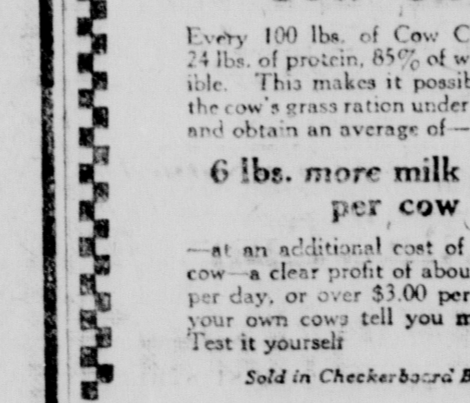 Every 100 lbs. of Cow C
24 lbs. of protein, 85% of w
ible. This makes it possib
the cow's grass ration under
and obtain an average of—
6 lbs. more milk
per cow
—at an additional cost of
cow—a clear profit of abou
per day, or over $3.00 per
your own cows tell you m
Test it yourself
Sold in Checkerboard B